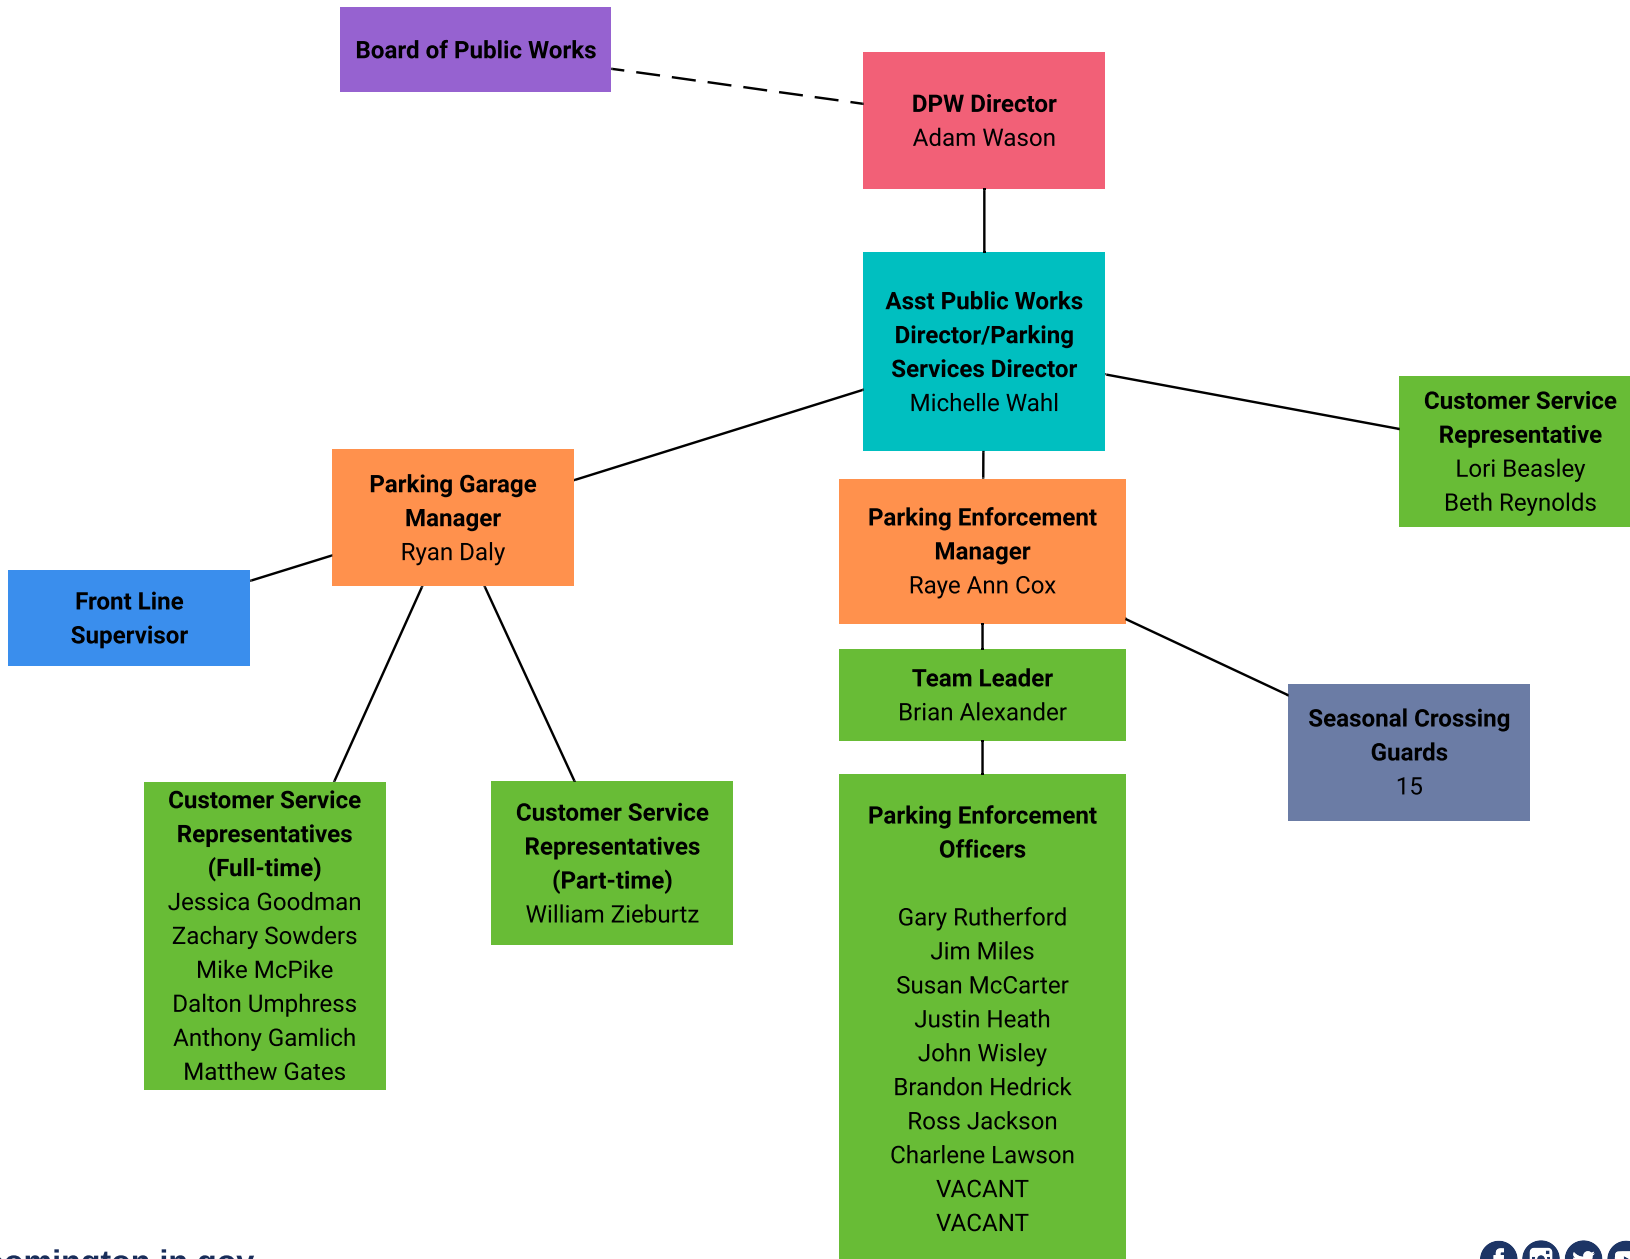 Board of Public Works
DPW Director
Adam Wason
Asst Public Works
Director/Parking
Services Director
Michelle Wahl
Customer Service
Representative
Lori Beasley
Beth Reynolds
Parking Garage
Manager
Ryan Daly
Parking Enforcement
Manager
Raye Ann Cox
Front Line
Supervisor
Team Leader
Brian Alexander
Seasonal Crossing
Guards
15
Customer Service
Representatives
(Full-time)
Jessica Goodman
Zachary Sowders
Mike McPike
Dalton Umphress
Anthony Gamlich
Matthew Gates
Customer Service
Representatives
(Part-time)
William Zieburtz
Parking Enforcement
Officers
Gary Rutherford
Jim Miles
Susan McCarter
Justin Heath
John Wisley
Brandon Hedrick
Ross Jackson
Charlene Lawson
VACANT
VACANT